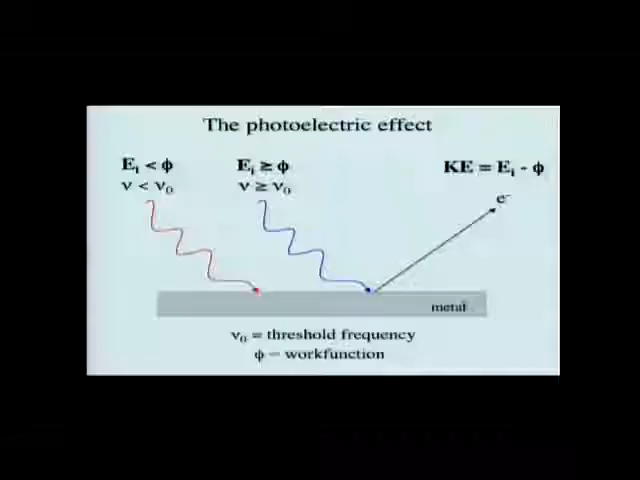 The photoelectric effect
Eᵢ < ϕ
ν < ν₀
Eᵢ ≥ ϕ
ν ≥ ν₀
KE = Eᵢ - ϕ
e⁻
metal
ν₀ = threshold frequency
ϕ = workfunction